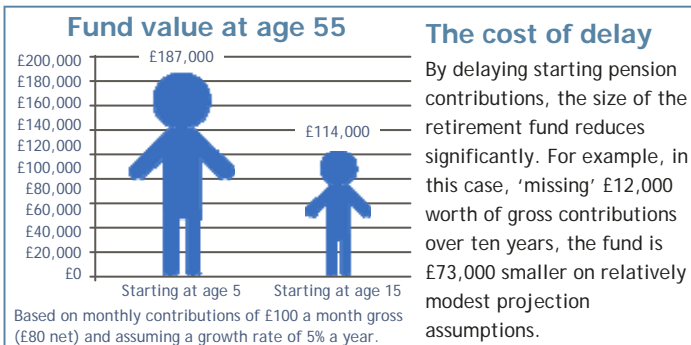 Fund value at age 55
£200,000
£180,000
£160,000
£140,000
£120,000
£100,000
£80,000
£60,000
£40,000
£20,000
£0
£187,000
£114,000
Starting at age 5
Starting at age 15
Based on monthly contributions of £100 a month gross
(£80 net) and assuming a growth rate of 5% a year.
The cost of delay
By delaying starting pension
contributions, the size of the
retirement fund reduces
significantly. For example, in
this case, ‘missing’ £12,000
worth of gross contributions
over ten years, the fund is
£73,000 smaller on relatively
modest projection
assumptions.